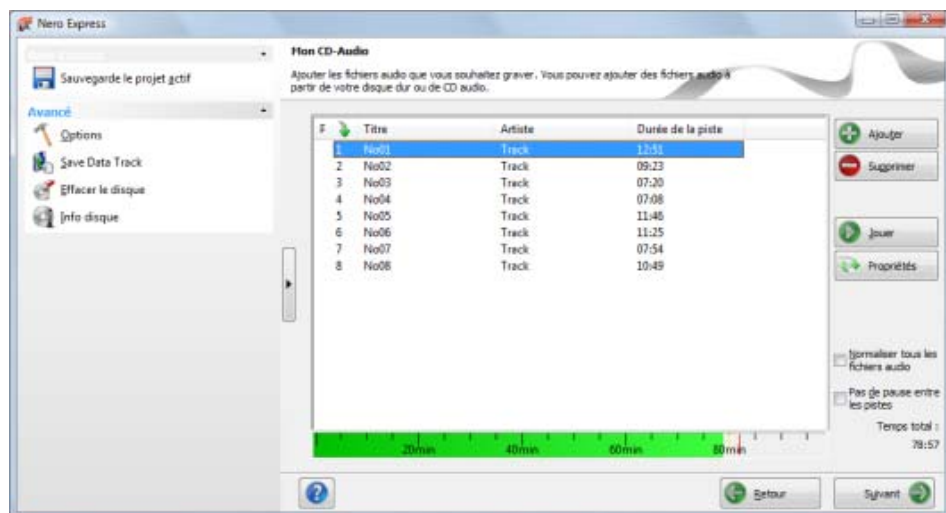 Nero Express
Sauvegarde le projet actif
Avancé
Options
Save Data Track
Effacer le disque
Info disque
Mon CD-Audio
Ajouter les fichiers audio que vous souhaitez graver. Vous pouvez ajouter des fichiers audio à
partir de votre disque dur ou de CD audio.
Titre Artiste Durée de la piste
1 No01 Track 12:51
2 No02 Track 09:23
3 No03 Track 07:20
4 No04 Track 07:08
5 No05 Track 11:46
6 No06 Track 11:25
7 No07 Track 07:54
8 No08 Track 10:49
20min 40min 60min 80min
Ajouter
Supprimer
Jouer
Propriétés
Normaliser tous les
fichiers audio
Pas de pause entre
les pistes
Temps total :
78:57
Retour
Suivant